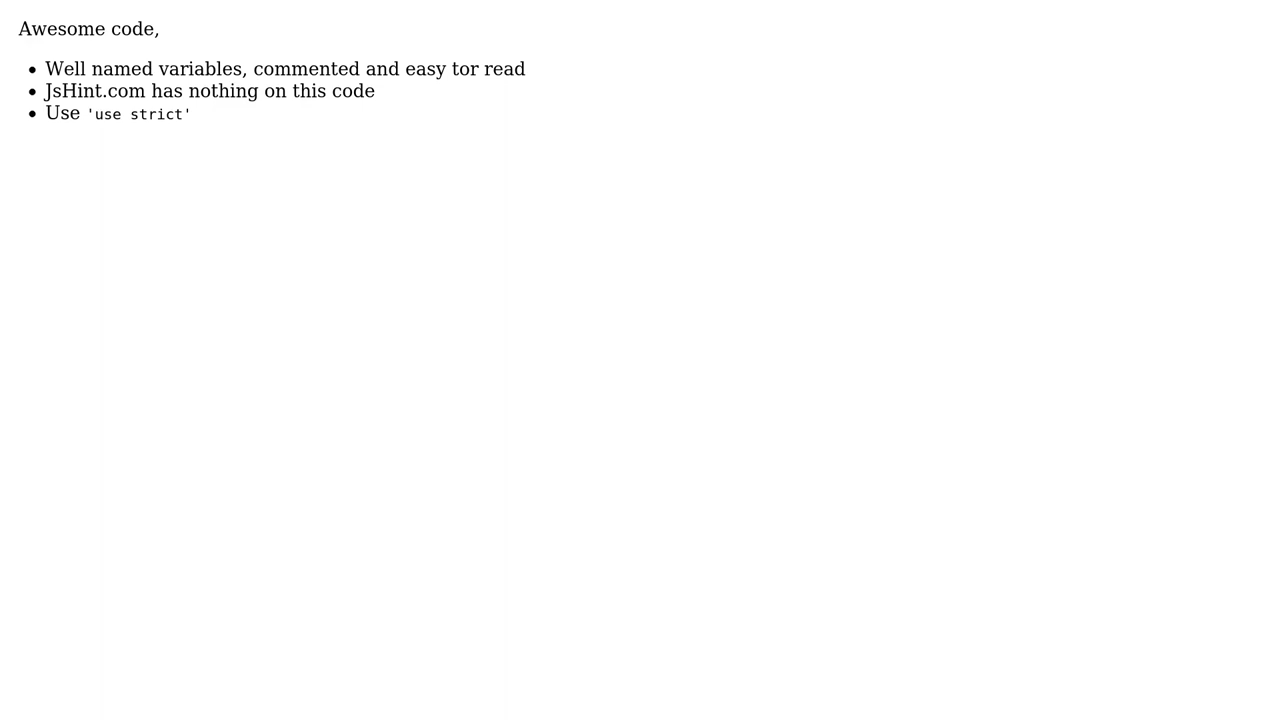 Awesome code,
• Well named variables, commented and easy tor read
• JsHint.com has nothing on this code
• Use 'use strict'